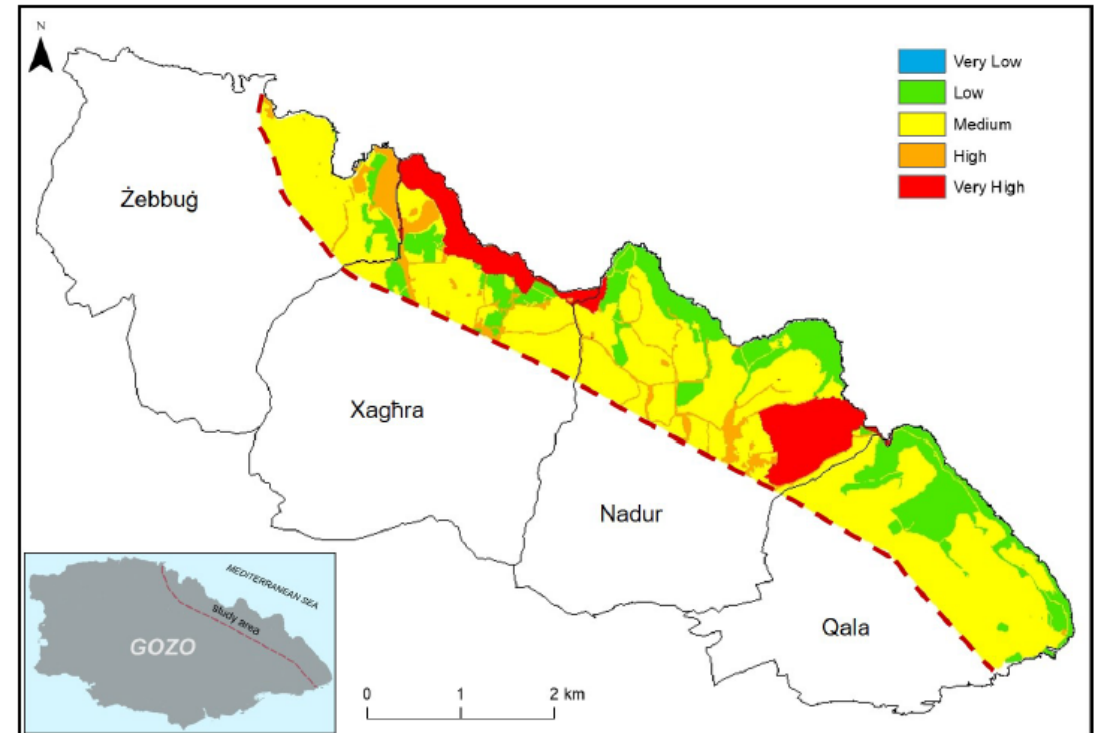 N
Very Low
Low
Medium
High
Very High
Żebbuġ
Xagħra
Nadur
Qala
MEDITERRANEAN SEA
study area
GOZO
0 1 2 km